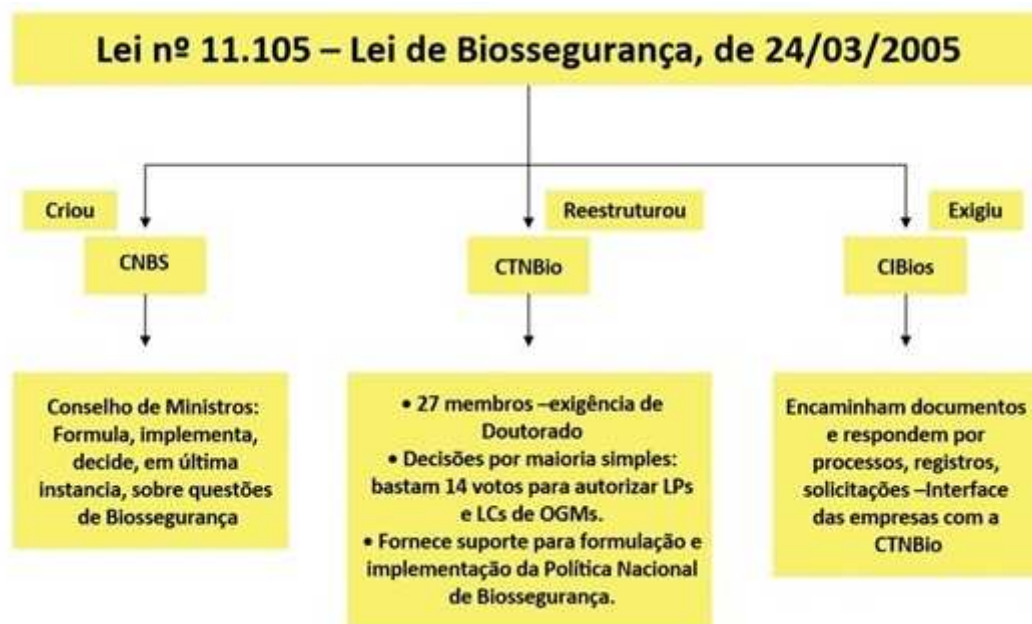 Lei nº 11.105 – Lei de Biossegurança, de 24/03/2005
Criou
CNBS
Reestruturou
CTNBio
Exigiu
CIBios
Conselho de Ministros:
Formula, implementa,
decide, em última
instancia, sobre questões
de Biossegurança
• 27 membros –exigência de
Doutorado
• Decisões por maioria simples:
bastam 14 votos para autorizar LPs
e LCs de OGMs.
• Fornece suporte para formulação e
implementação da Política Nacional
de Biossegurança.
Encaminham documentos
e respondem por
processos, registros,
solicitações –Interface
das empresas com a
CTNBio